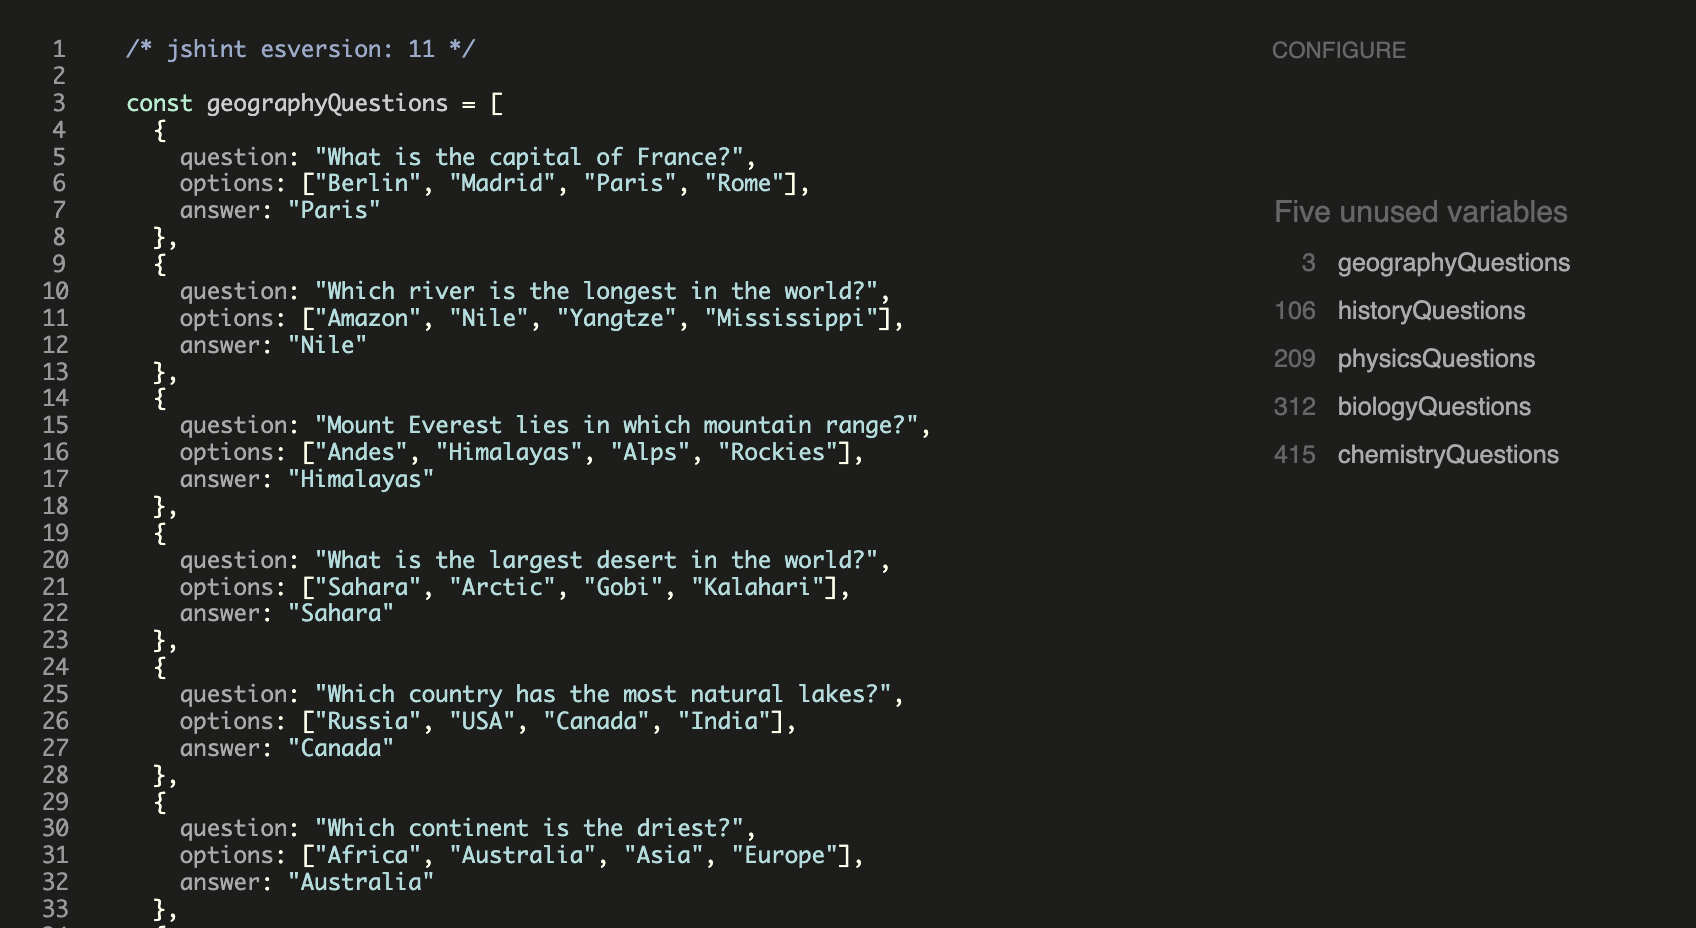 1 /* jshint esversion: 11 */
2
3 const geographyQuestions = [
4 {
5 question: "What is the capital of France?",
6 options: ["Berlin", "Madrid", "Paris", "Rome"],
7 answer: "Paris"
8 },
9 {
10 question: "Which river is the longest in the world?",
11 options: ["Amazon", "Nile", "Yangtze", "Mississippi"],
12 answer: "Nile"
13 },
14 {
15 question: "Mount Everest lies in which mountain range?",
16 options: ["Andes", "Himalayas", "Alps", "Rockies"],
17 answer: "Himalayas"
18 },
19 {
20 question: "What is the largest desert in the world?",
21 options: ["Sahara", "Arctic", "Gobi", "Kalahari"],
22 answer: "Sahara"
23 },
24 {
25 question: "Which country has the most natural lakes?",
26 options: ["Russia", "USA", "Canada", "India"],
27 answer: "Canada"
28 },
29 {
30 question: "Which continent is the driest?",
31 options: ["Africa", "Australia", "Asia", "Europe"],
32 answer: "Australia"
33 },
CONFIGURE
Five unused variables
3 geographyQuestions
106 historyQuestions
209 physicsQuestions
312 biologyQuestions
415 chemistryQuestions